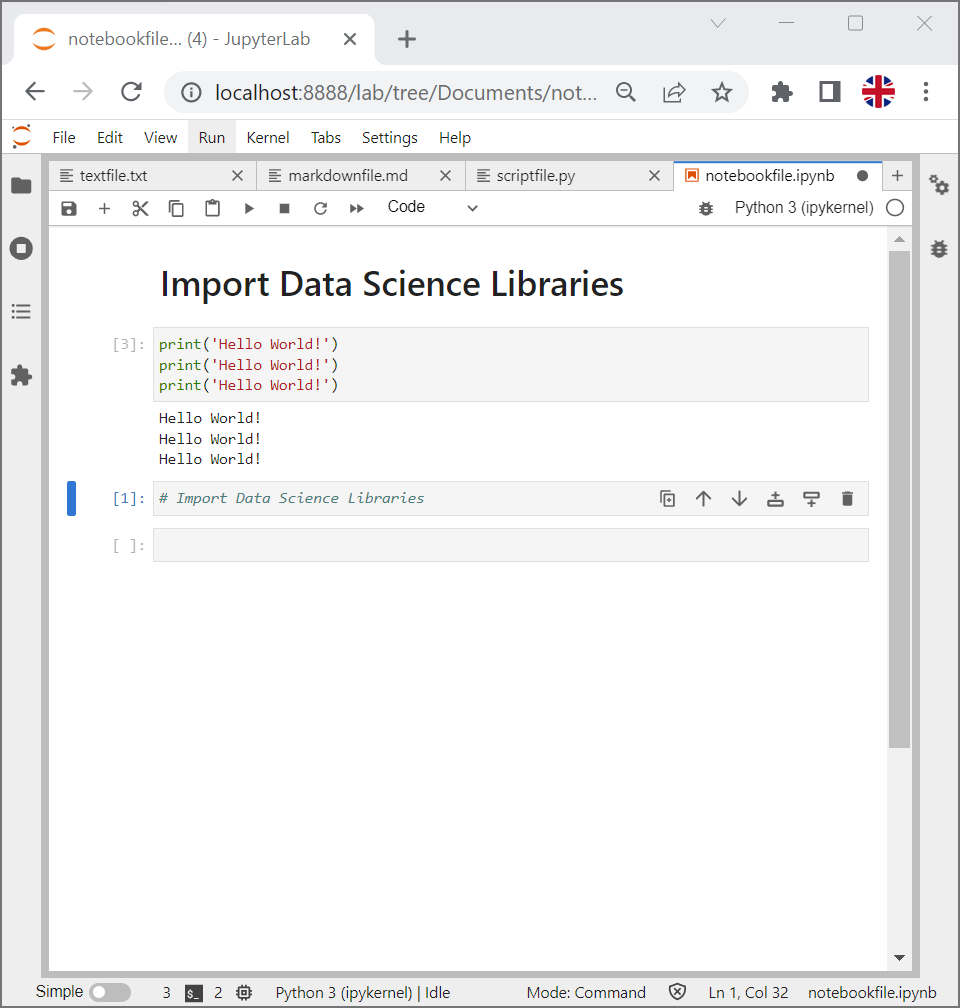 notebookfile... (4) - JupyterLab
localhost:8888/lab/tree/Documents/not...
File Edit View Run Kernel Tabs Settings Help
textfile.txt markdownfile.md scriptfile.py notebookfile.ipynb
Code Python 3 (ipykernel)
Import Data Science Libraries
[3]: print('Hello World!')
print('Hello World!')
print('Hello World!')
Hello World!
Hello World!
Hello World!
[1]: # Import Data Science Libraries
[ ]:
Simple 3 $_ 2 Python 3 (ipykernel) | Idle Mode: Command Ln 1, Col 32 notebookfile.ipynb